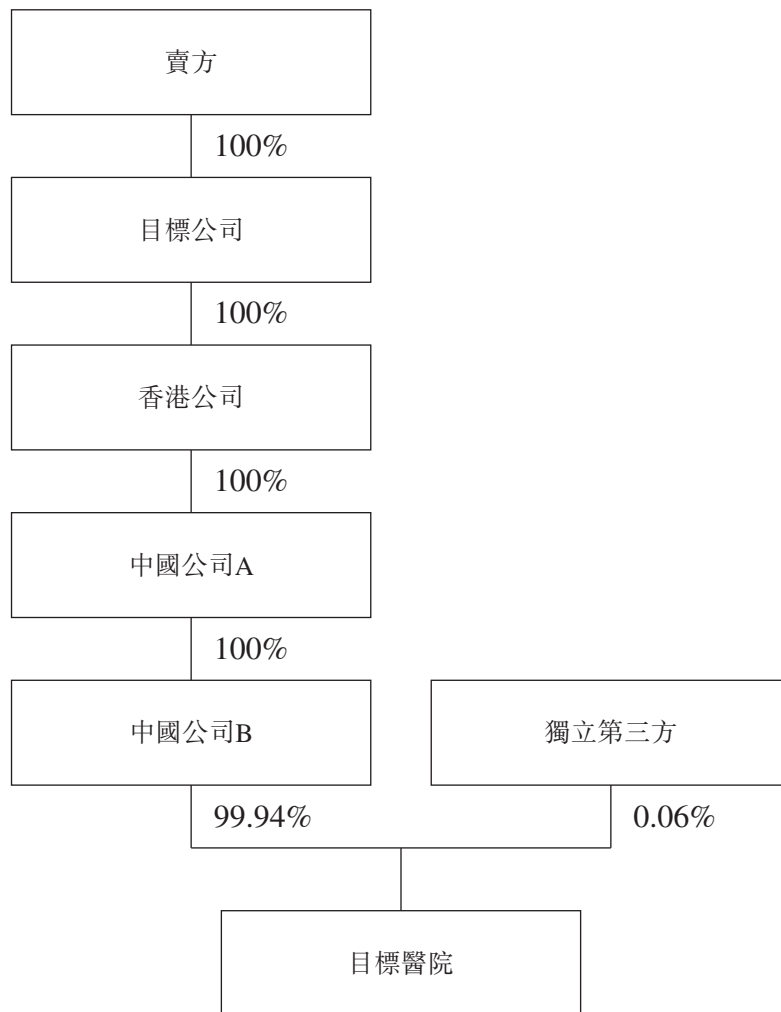 賣方
100%
目標公司
100%
香港公司
100%
中國公司A
100%
中國公司B
獨立第三方
99.94%
0.06%
目標醫院